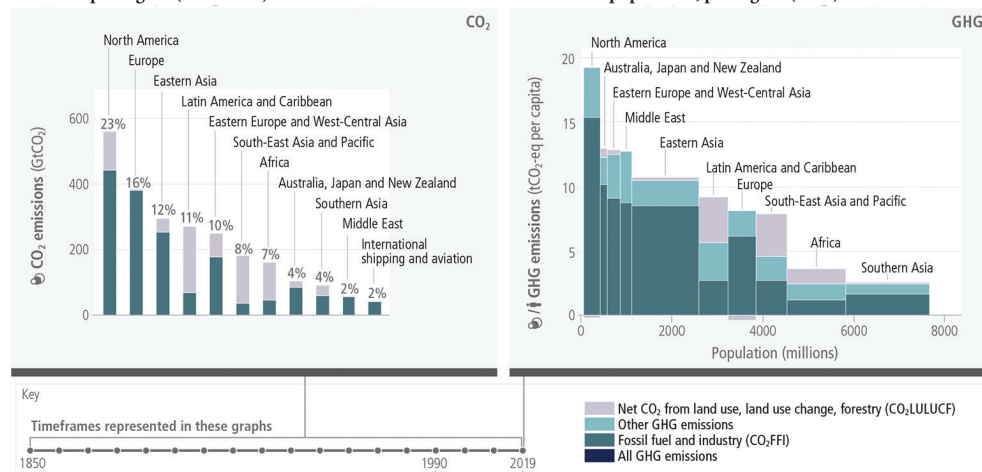 CO₂
North America
Europe
Eastern Asia
Latin America and Caribbean
Eastern Europe and West-Central Asia
South-East Asia and Pacific
Africa
Australia, Japan and New Zealand
Southern Asia
Middle East
International
shipping and aviation
CO₂ emissions (GtCO₂)
600
400
200
0
23%
16%
12%
11%
10%
8%
7%
4%
4%
2%
2%
GHG
North America
Australia, Japan and New Zealand
Eastern Europe and West-Central Asia
Middle East
Eastern Asia
Latin America and Caribbean
Europe
South-East Asia and Pacific
Africa
Southern Asia
GHG emissions (tCO₂-eq per capita)
20
15
10
5
0
0
2000
4000
6000
8000
Population (millions)
Key
Timeframes represented in these graphs
1850
1990
2019
Net CO₂ from land use, land use change, forestry (CO₂LULUCF)
Other GHG emissions
Fossil fuel and industry (CO₂FFI)
All GHG emissions